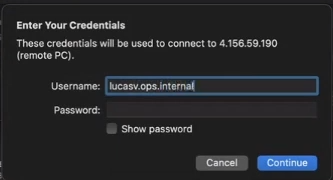 Enter Your Credentials
These credentials will be used to connect to 4.156.59.190
(remote PC).
Username: lucasv.ops.internal
Password:
Show password
Cancel Continue